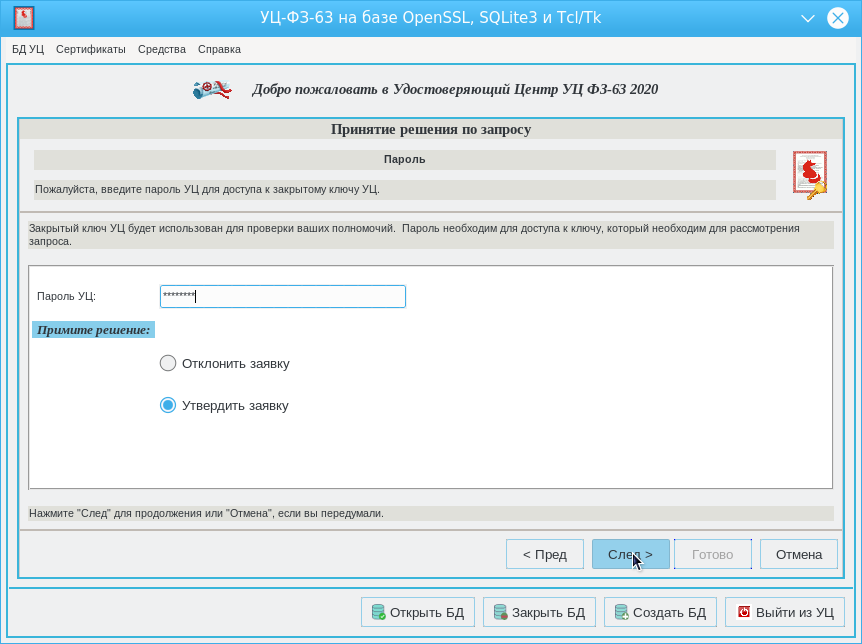 УЦ-ФЗ-63 на базе OpenSSL, SQLite3 и Tcl/Tk
БД УЦ Сертификаты Средства Справка
Добро пожаловать в Удостоверяющий Центр УЦ ФЗ-63 2020
Принятие решения по запросу
Пароль
Пожалуйста, введите пароль УЦ для доступа к закрытому ключу УЦ.
Закрытый ключ УЦ будет использован для проверки ваших полномочий.  Пароль необходим для доступа к ключу, который необходим для рассмотрения
запроса.
Пароль УЦ: ********
Примите решение:
Отклонить заявку
Утвердить заявку
Нажмите "След" для продолжения или "Отмена", если вы передумали.
< Пред След > Готово Отмена
Открыть БД Закрыть БД Создать БД Выйти из УЦ